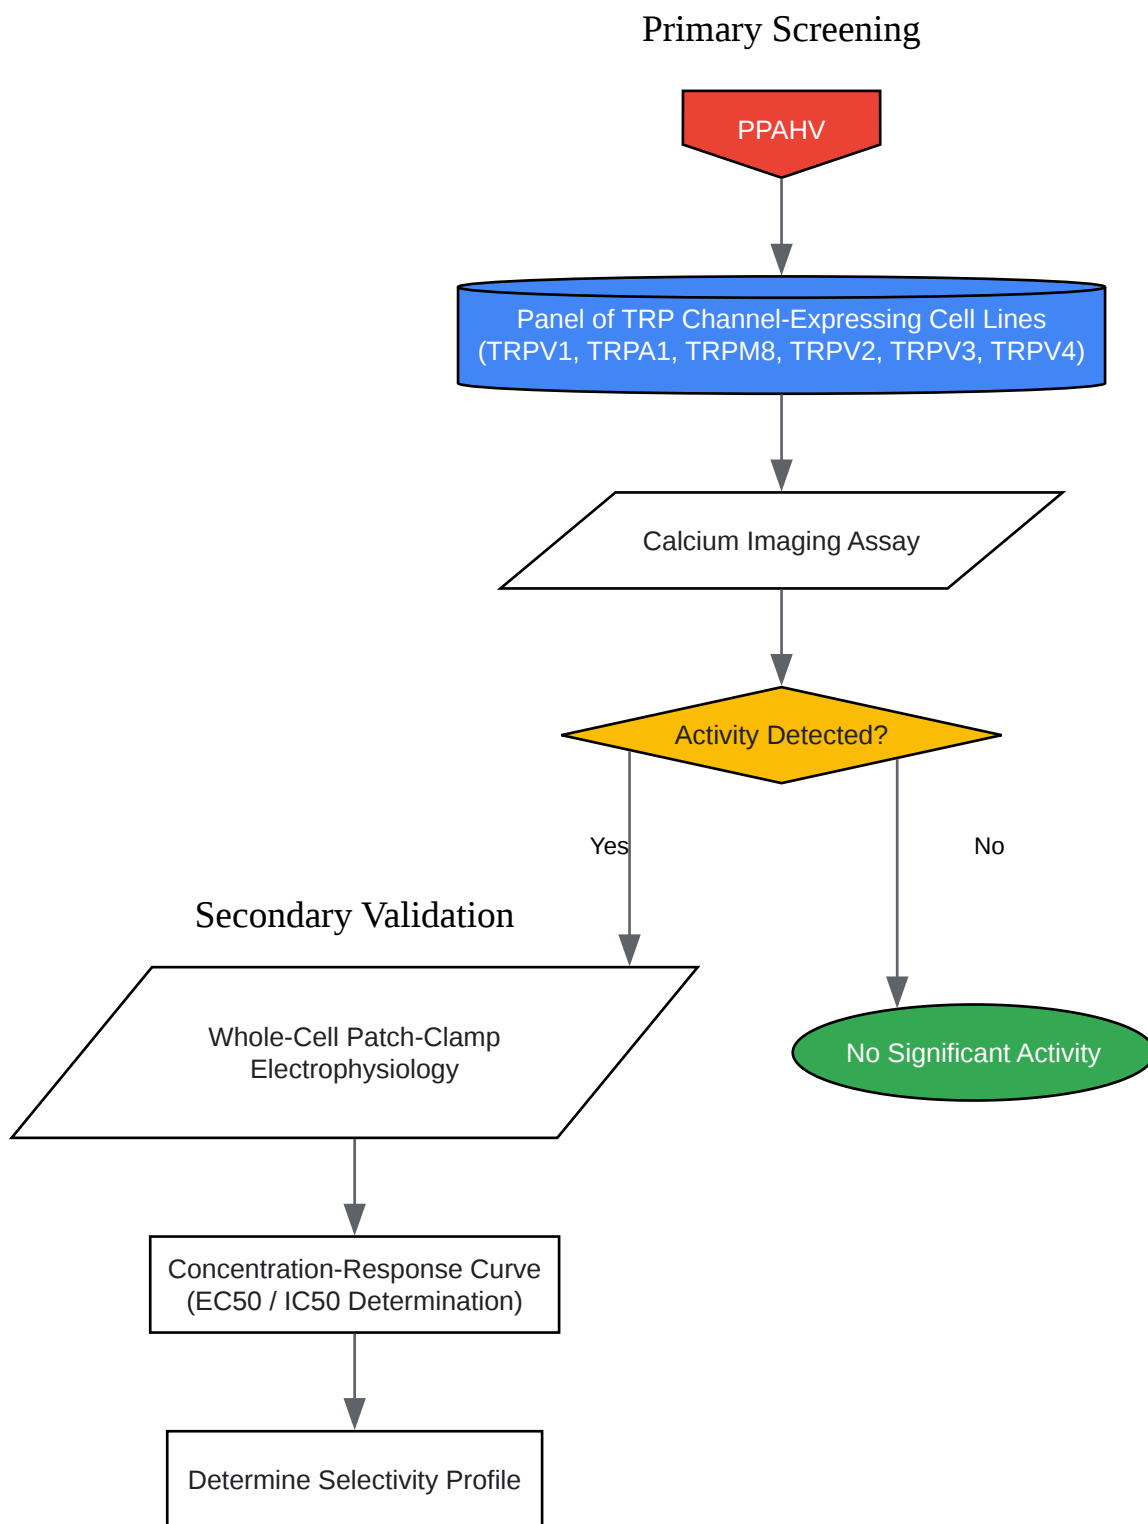 Primary Screening
PPAHV
Panel of TRP Channel-Expressing Cell Lines
(TRPV1, TRPA1, TRPM8, TRPV2, TRPV3, TRPV4)
Calcium Imaging Assay
Activity Detected?
Yes
No
Secondary Validation
Whole-Cell Patch-Clamp
Electrophysiology
No Significant Activity
Concentration-Response Curve
(EC50 / IC50 Determination)
Determine Selectivity Profile